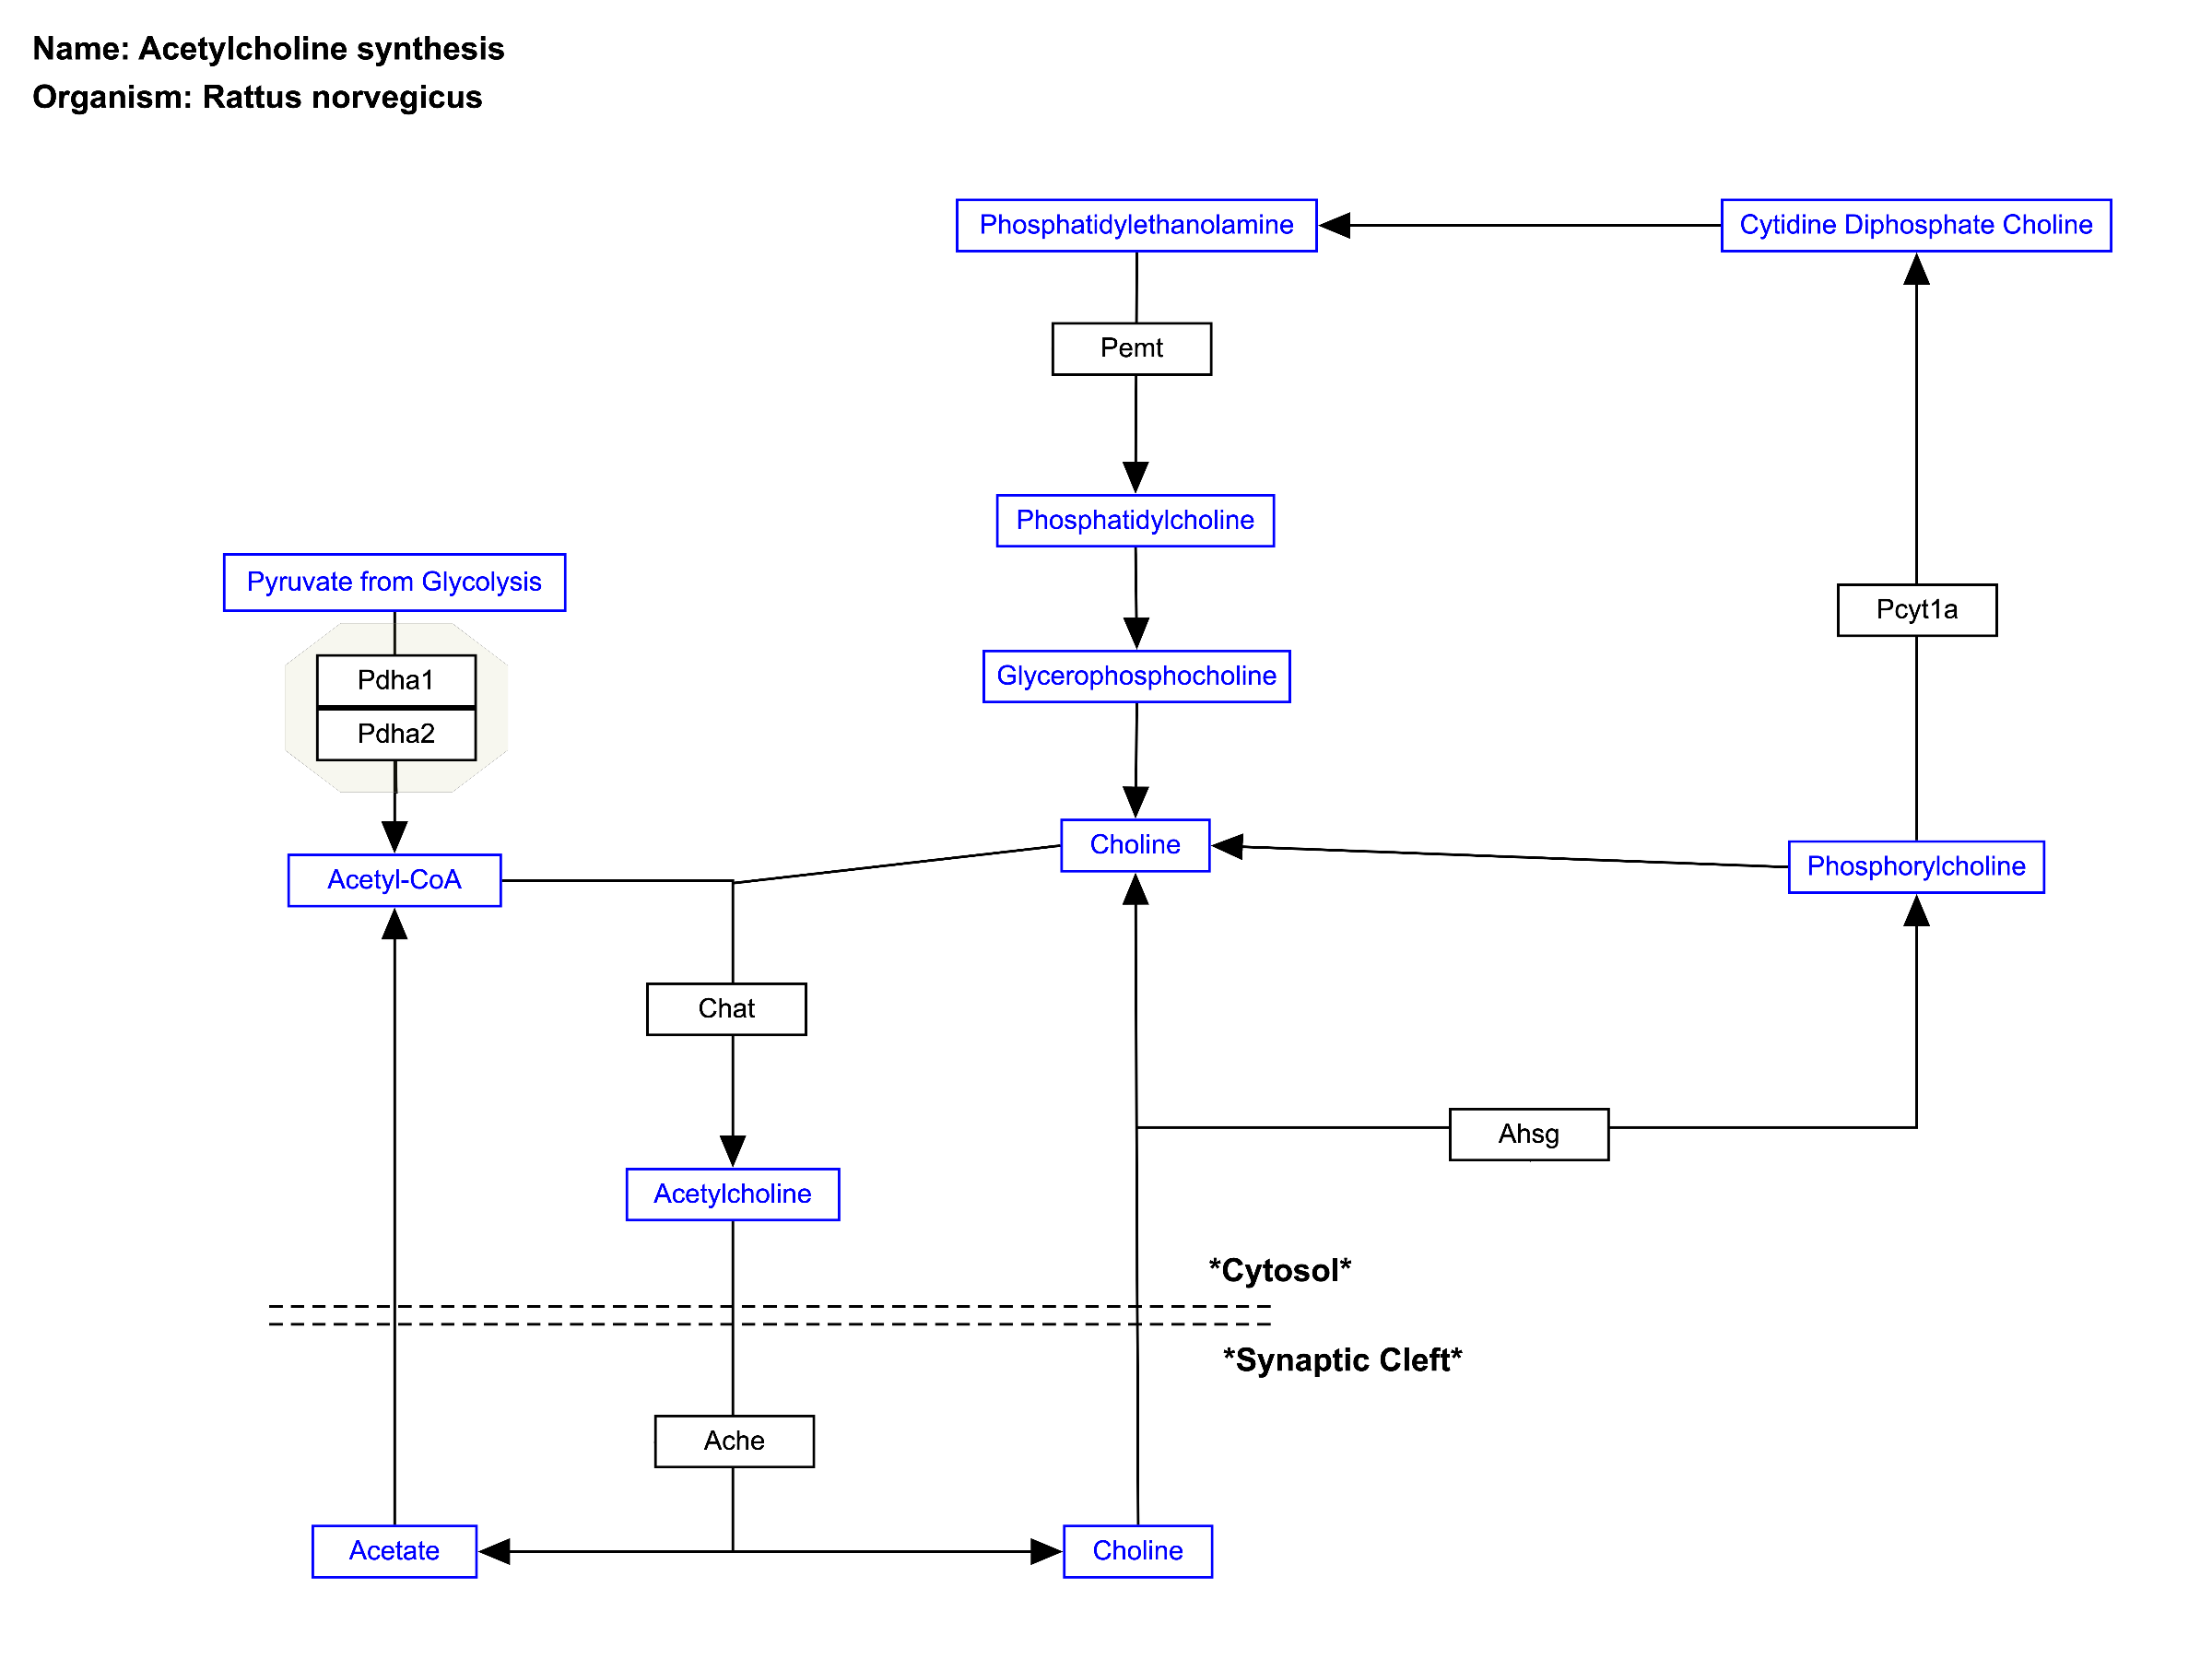 Name: Acetylcholine synthesis
Organism: Rattus norvegicus
Phosphatidylethanolamine
Cytidine Diphosphate Choline
Pemt
Phosphatidylcholine
Pyruvate from Glycolysis
Pcyt1a
Glycerophosphocholine
Pdha1
Pdha2
Choline
Phosphorylcholine
Acetyl-CoA
Chat
Ahsg
Acetylcholine
*Cytosol*
*Synaptic Cleft*
Ache
Acetate
Choline